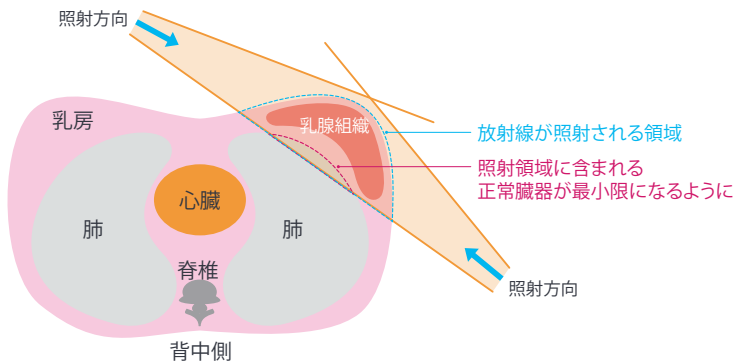 照射方向
乳房
乳腺組織
放射線が照射される領域
照射領域に含まれる
正常臓器が最小限になるように
心臓
肺
肺
脊椎
照射方向
背中側